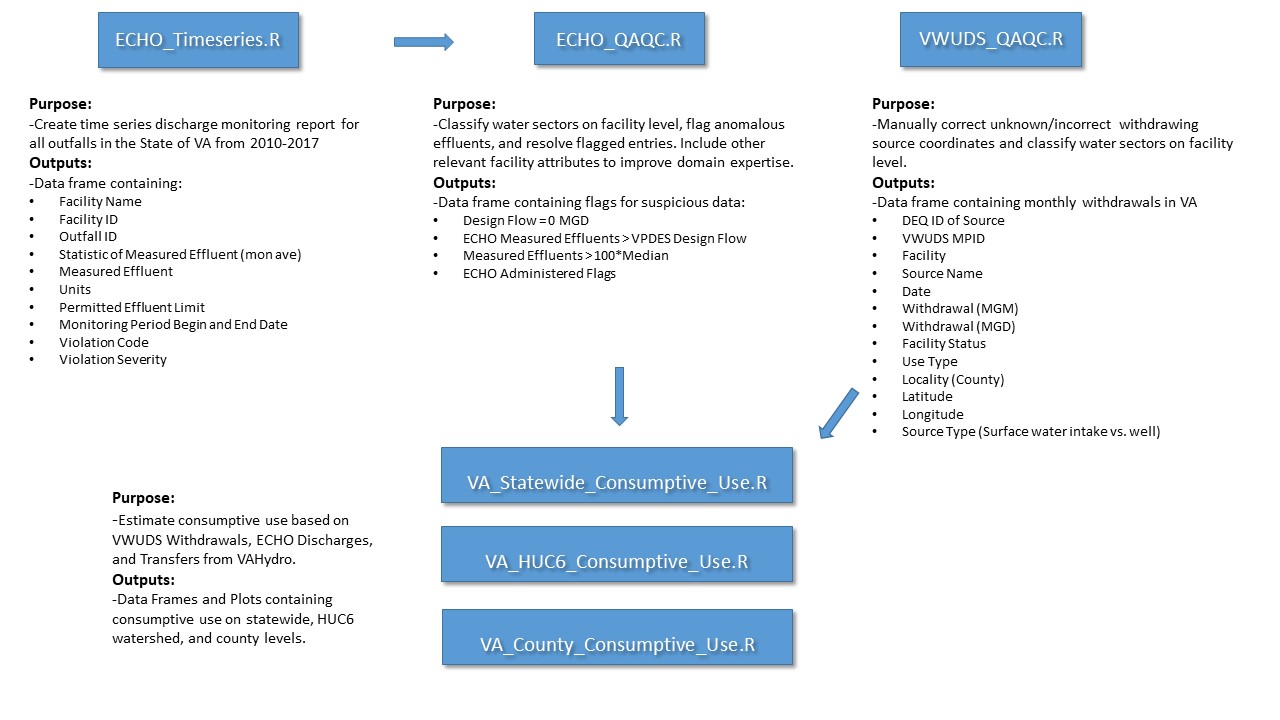 ECHO_Timeseries.R
Purpose:
-Create time series discharge monitoring report for
all outfalls in the State of VA from 2010-2017
Outputs:
-Data frame containing:
• Facility Name
• Facility ID
• Outfall ID
• Statistic of Measured Effluent (mon ave)
• Measured Effluent
• Units
• Permitted Effluent Limit
• Monitoring Period Begin and End Date
• Violation Code
• Violation Severity
ECHO_QAQC.R
Purpose:
-Classify water sectors on facility level, flag anomalous
effluents, and resolve flagged entries. Include other
relevant facility attributes to improve domain expertise.
Outputs:
-Data frame containing flags for suspicious data:
• Design Flow = 0 MGD
• ECHO Measured Effluents > VPDES Design Flow
• Measured Effluents > 100*Median
• ECHO Administered Flags
VWUDS_QAQC.R
Purpose:
-Manually correct unknown/incorrect withdrawing
source coordinates and classify water sectors on facility
level.
Outputs:
-Data frame containing monthly withdrawals in VA
• DEQ ID of Source
• VWUDS MPID
• Facility
• Source Name
• Date
• Withdrawal (MGM)
• Withdrawal (MGD)
• Facility Status
• Use Type
• Locality (County)
• Latitude
• Longitude
• Source Type (Surface water intake vs. well)
Purpose:
-Estimate consumptive use based on
VWUDS Withdrawals, ECHO Discharges,
and Transfers from VAHydro.
Outputs:
-Data Frames and Plots containing
consumptive use on statewide, HUC6
watershed, and county levels.
VA_Statewide_Consumptive_Use.R
VA_HUC6_Consumptive_Use.R
VA_County_Consumptive_Use.R